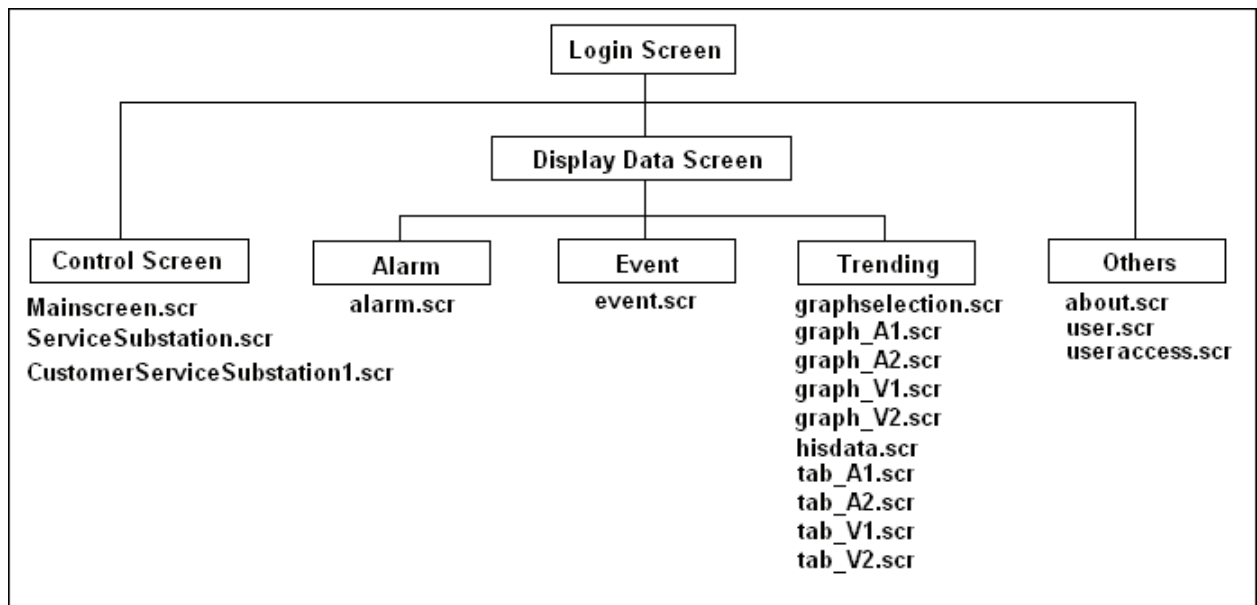 Login Screen
Display Data Screen
Control Screen
Mainscreen.scr
ServiceSubstation.scr
CustomerServiceSubstation1.scr
Alarm
alarm.scr
Event
event.scr
Trending
graphselection.scr
graph_A1.scr
graph_A2.scr
graph_V1.scr
graph_V2.scr
hisdata.scr
tab_A1.scr
tab_A2.scr
tab_V1.scr
tab_V2.scr
Others
about.scr
user.scr
useraccess.scr